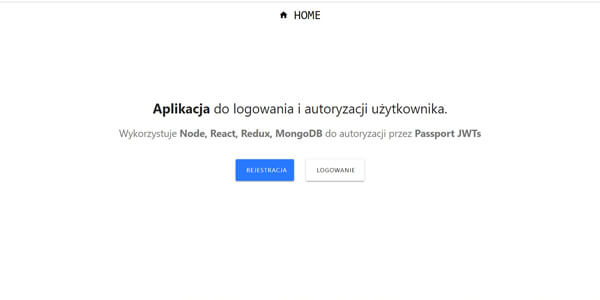 HOME
Aplikacja do logowania i autoryzacji użytkownika.
Wykorzystuje Node, React, Redux, MongoDB do autoryzacji przez Passport JWTs
REJESTRACJA LOGOWANIE